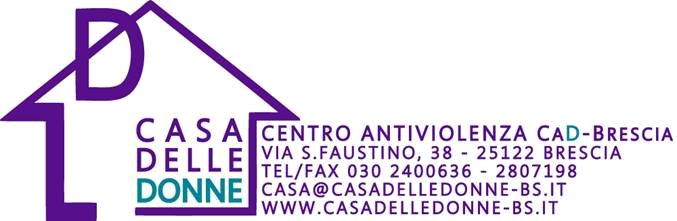 D
CASA
DELLE
DONNE
CENTRO ANTIVIOLENZA CAD-BRESCIA
VIA S.FAUSTINO, 38 - 25122 BRESCIA
TEL/FAX 030 2400636 - 2807198
CASA@CASADELLEDONNE-BS.IT
WWW.CASADELLEDONNE-BS.IT